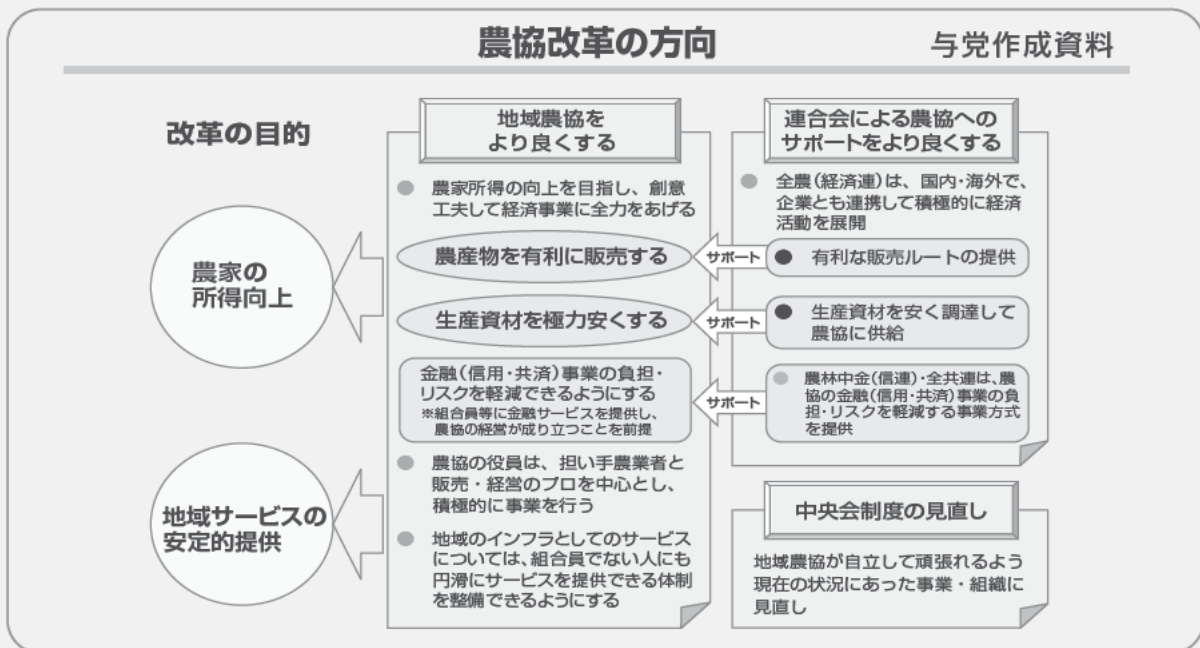 農協改革の方向
与党作成資料
改革の目的
農家の
所得向上
地域サービスの
安定的提供
地域農協を
より良くする
● 農家所得の向上を目指し、創意
工夫して経済事業に全力をあげる
農産物を有利に販売する
生産資材を極力安くする
金融(信用・共済)事業の負担・
リスクを軽減できるようにする
※組合員等に金融サービスを提供し、
農協の経営が成り立つことを前提
● 農協の役員は、担い手農業者と
販売・経営のプロを中心とし、
積極的に事業を行う
● 地域のインフラとしてのサービス
については、組合員でない人にも
円滑にサービスを提供できる体制
を整備できるようにする
連合会による農協への
サポートをより良くする
● 全農(経済連)は、国内・海外で、
企業とも連携して積極的に経済
活動を展開
サポート
● 有利な販売ルートの提供
サポート
● 生産資材を安く調達して
農協に供給
サポート
● 農林中金(信連)・全共連は、農
協の金融(信用・共済)事業の負
担・リスクを軽減する事業方式
を提供
中央会制度の見直し
地域農協が自立して頑張れるよう
現在の状況にあった事業・組織に
見直し